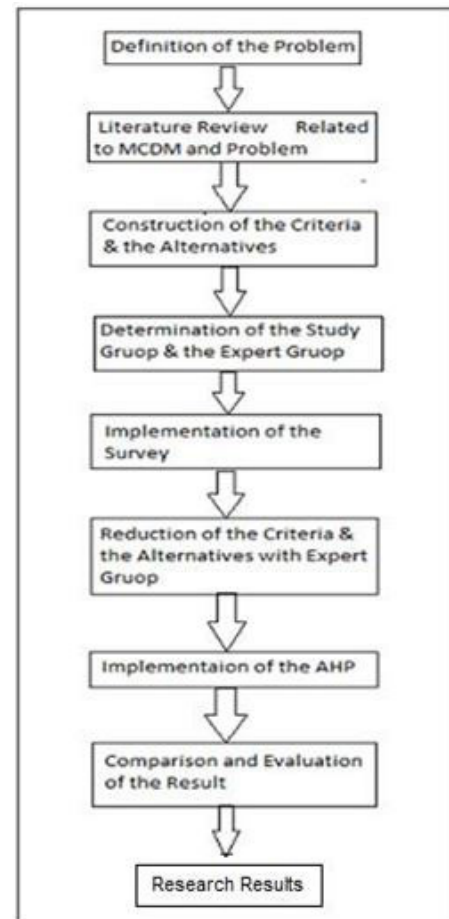 Definition of the Problem
Literature Review Related
to MCDM and Problem
Construction of the Criteria
& the Alternatives
Determination of the Study
Gruop & the Expert Gruop
Implementation of the
Survey
Reduction of the Criteria &
the Alternatives with Expert
Gruop
Implementaion of the AHP
Comparison and Evaluation
of the Result
Research Results